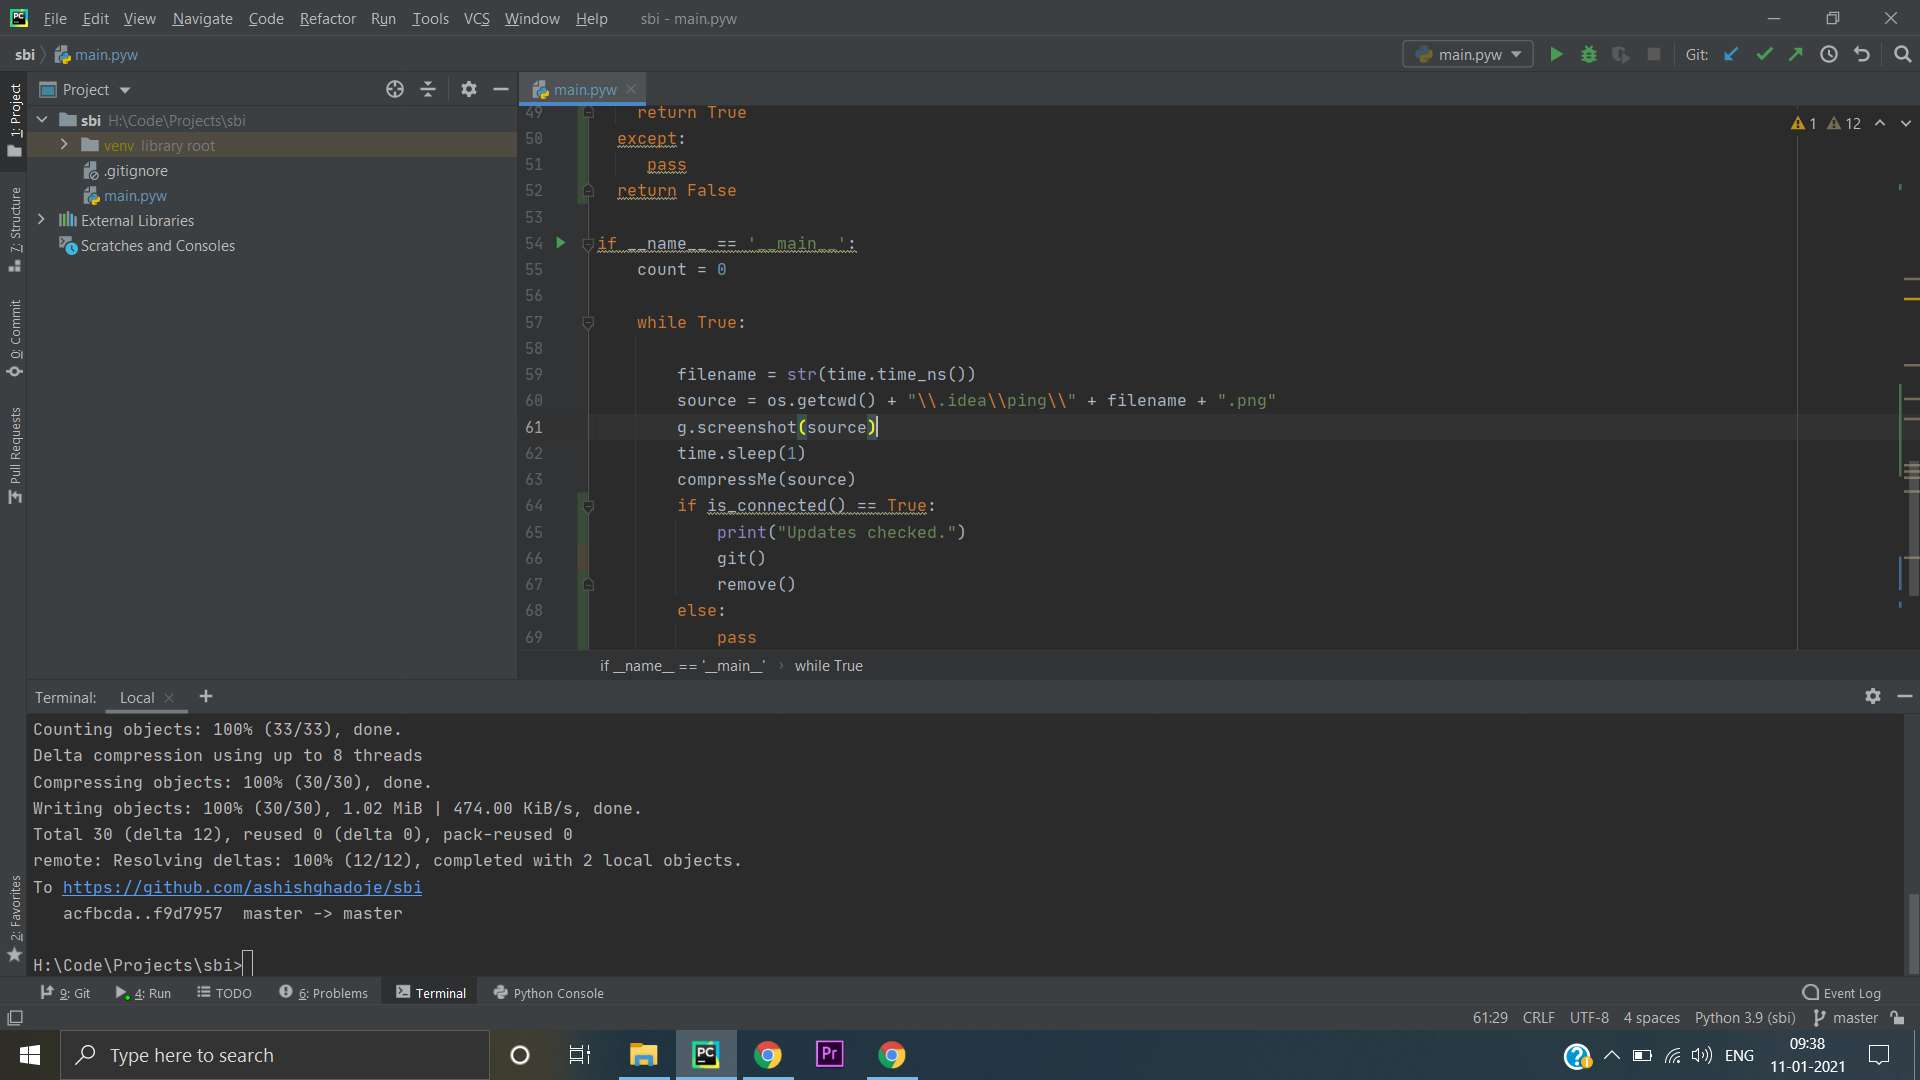 File Edit View Navigate Code Refactor Run Tools VCS Window Help sbi - main.pyw
sbi main.pyw
main.pyw Git:
Project
main.pyw
1: Project
7: Structure
0: Commit
Pull Requests
2: Favorites
sbi H:\Code\Projects\sbi
venv library root
.gitignore
main.pyw
External Libraries
Scratches and Consoles
1 12
49 return True
50 except:
51 pass
52 return False
53
54 if __name__ == '__main__':
55 count = 0
56
57 while True:
58
59 filename = str(time.time_ns())
60 source = os.getcwd() + "\\.idea\\ping\\" + filename + ".png"
61 g.screenshot(source)
62 time.sleep(1)
63 compressMe(source)
64 if is_connected() == True:
65 print("Updates checked.")
66 git()
67 remove()
68 else:
69 pass
if __name__ == '__main__' › while True
Terminal: Local
Counting objects: 100% (33/33), done.
Delta compression using up to 8 threads
Compressing objects: 100% (30/30), done.
Writing objects: 100% (30/30), 1.02 MiB | 474.00 KiB/s, done.
Total 30 (delta 12), reused 0 (delta 0), pack-reused 0
remote: Resolving deltas: 100% (12/12), completed with 2 local objects.
To https://github.com/ashishghadoje/sbi
acfbcda..f9d7957 master -> master
H:\Code\Projects\sbi>
9: Git 4: Run TODO 6: Problems Terminal Python Console Event Log
61:29 CRLF UTF-8 4 spaces Python 3.9 (sbi) master
Type here to search
PC
Pr
ENG
09:38
11-01-2021